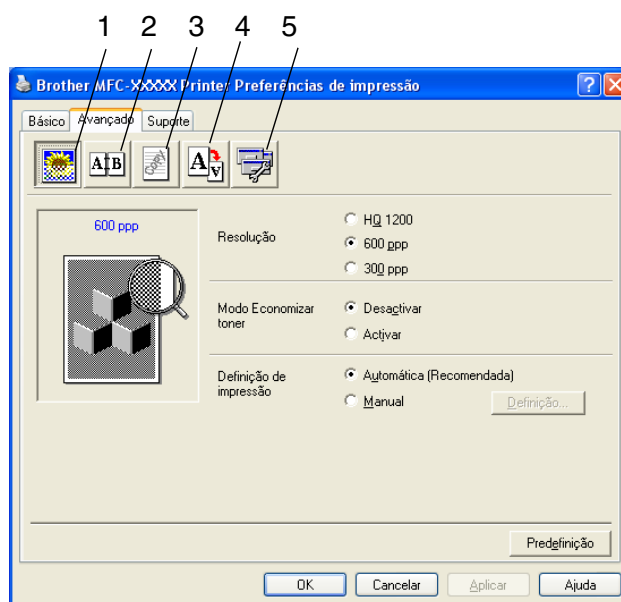 1 2 3 4 5
Brother MFC-XXXXX Printer Preferências de impressão
Básico Avançado Suporte
A B
copy
A A
600 ppp
Resolução
HQ 1200
600 ppp
300 ppp
Modo Economizar
toner
Desactivar
Activar
Definição de
impressão
Automática (Recomendada)
Manual
Definição...
Predefinição
OK Cancelar Aplicar Ajuda